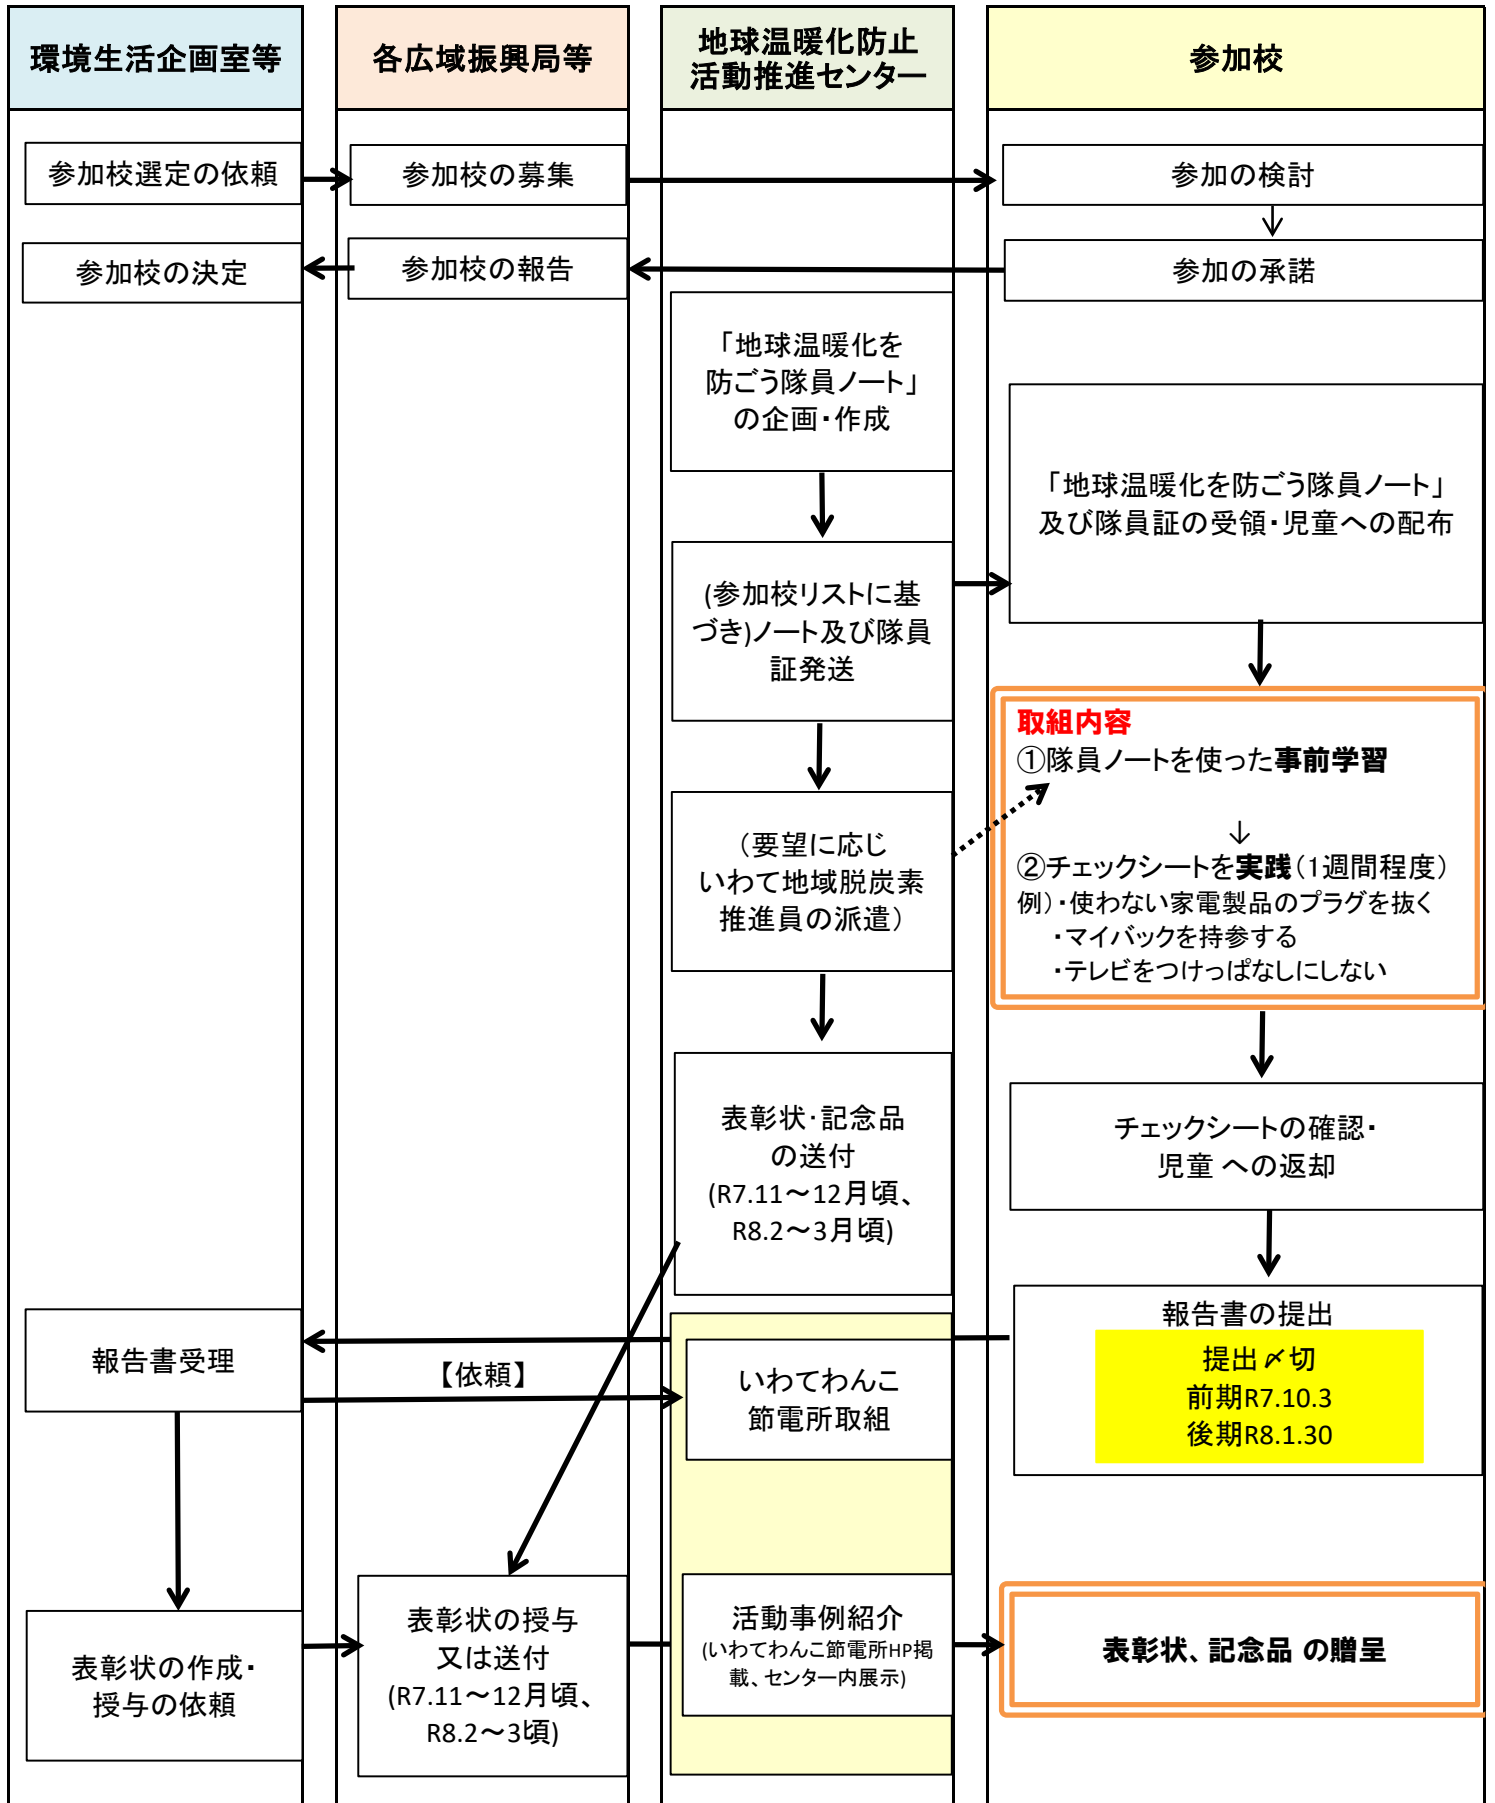 環境生活企画室等
各広域振興局等
地球温暖化防止
活動推進センター
参加校
参加校選定の依頼
参加校の募集
参加の検討
↓
参加校の決定
参加校の報告
参加の承諾
「地球温暖化を
防ごう隊員ノート」
の企画・作成
「地球温暖化を防ごう隊員ノート」
及び隊員証の受領・児童への配布
(参加校リストに基
づき)ノート及び隊員
証発送
取組内容
①隊員ノートを使った事前学習
↓
②チェックシートを実践(1週間程度)
例)・使わない家電製品のプラグを抜く
・マイバックを持参する
・テレビをつけっぱなしにしない
(要望に応じ
いわて地域脱炭素
推進員の派遣)
表彰状・記念品
の送付
(R7.11～12月頃、
R8.2～3月頃)
チェックシートの確認・
児童 への返却
報告書の提出
提出〆切
前期R7.10.3
後期R8.1.30
報告書受理
【依頼】
いわてわんこ
節電所取組
表彰状の作成・
授与の依頼
表彰状の授与
又は送付
(R7.11～12月頃、
R8.2～3頃)
活動事例紹介
(いわてわんこ節電所HP掲
載、センター内展示)
表彰状、記念品 の贈呈